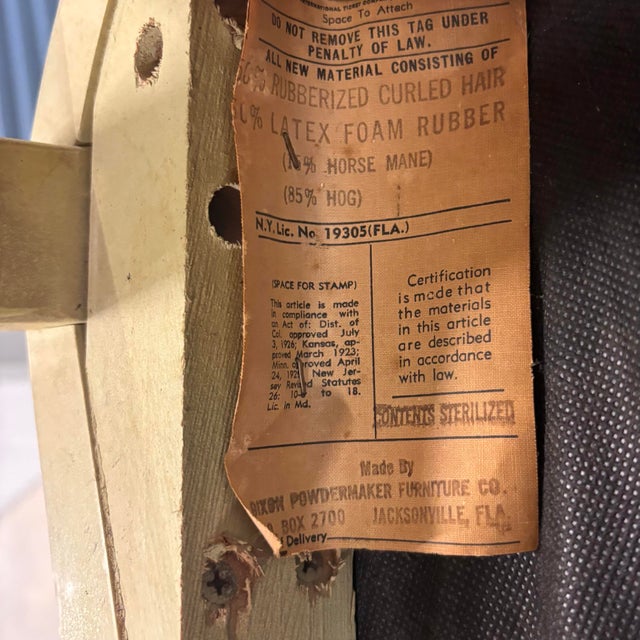 Space To Attach
DO NOT REMOVE THIS TAG UNDER
PENALTY OF LAW.
ALL NEW MATERIAL CONSISTING OF
RUBBERIZED CURLED HAIR
% LATEX FOAM RUBBER
% HORSE MANE)
(85% HOG)
N.Y. Lic. No. 19305(FLA.)
(SPACE FOR STAMP)
This article is made
in compliance with
an Act of: Dist. of
Col. approved July
3, 1926; Kansas, ap-
proved March 1923;
Minn. approved April
24, 192 New Jer-
sey Revised Statutes
26: 10- to 18.
Lic. in Md.
Certification
is made that
the materials
in this article
are described
in accordance
with law.
CONTENTS STERILIZED
Made By
DIXON POWDERMAKER FURNITURE CO.
BOX 2700 JACKSONVILLE, FLA.
Delivery